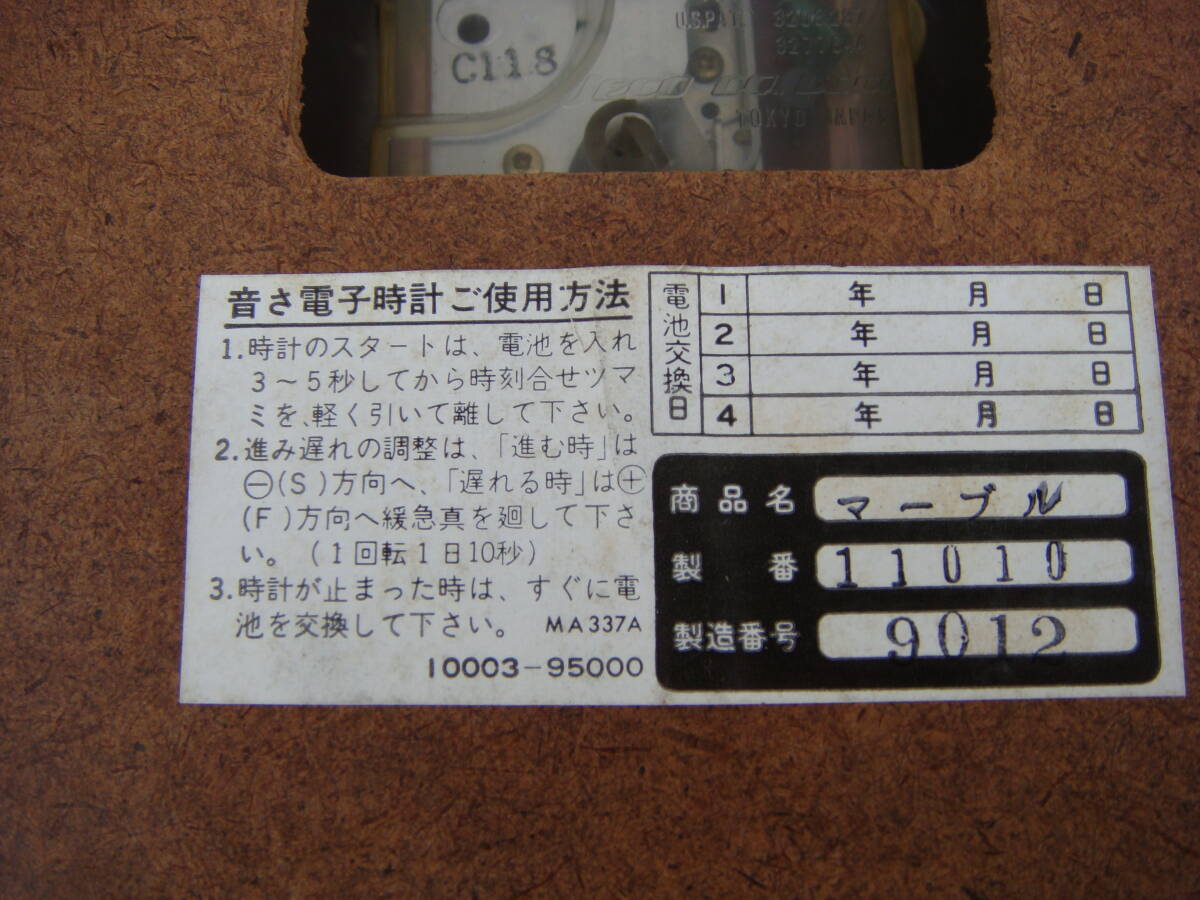 C118
U.S.PAT.
TOKYO JAPAN
音さ電子時計ご使用方法
1.時計のスタートは、電池を入れ
3～5秒してから時刻合せツマ
ミを、軽く引いて離して下さい。
2.進み遅れの調整は、「進む時」は
⊖(S)方向へ、「遅れる時」は⊕
(F)方向へ緩急真を廻して下さ
い。(1回転1日10秒)
3.時計が止まった時は、すぐに電
池を交換して下さい。 MA337A
10003-95000
電池交換日
1 年 月 日
2 年 月 日
3 年 月 日
4 年 月 日
商品名 マーブル
製番 11010
製造番号 9012